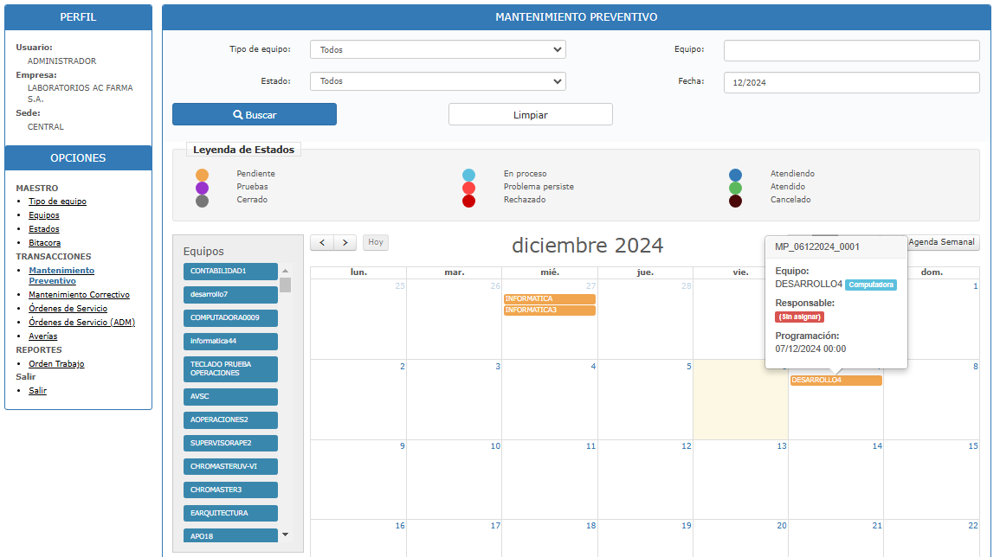 PERFIL
Usuario:
ADMINISTRADOR
Empresa:
LABORATORIOS AC FARMA
S.A.
Sede:
CENTRAL
OPCIONES
MAESTRO
Tipo de equipo
Equipos
Estados
Bitacora
TRANSACCIONES
Mantenimiento
Preventivo
Mantenimiento Correctivo
Órdenes de Servicio
Órdenes de Servicio (ADM)
Averías
REPORTES
Orden Trabajo
Salir
Salir
MANTENIMIENTO PREVENTIVO
Tipo de equipo: Todos Equipo:
Estado: Todos Fecha: 12/2024
Buscar Limpiar
Leyenda de Estados
Pendiente En proceso Atendiendo
Pruebas Problema persiste Atendido
Cerrado Rechazado Cancelado
Equipos
CONTABILIDAD1
desarrollo7
COMPUTADORA0009
informatica44
TECLADO PRUEBA
OPERACIONES
AVSC
AOPERACIONES2
SUPERVISORAPE2
CHROMASTERUV-VI
CHROMASTER3
EARQUITECTURA
APO18
Hoy diciembre 2024 Agenda Semanal
lun. mar. mié. jue. vie. dom.
25 26 27 28 1
INFORMATICA
INFORMATICA3
MP_06122024_0001
Equipo:
DESARROLLO4 Computadora
Responsable:
(Sin asignar)
Programación:
07/12/2024 00:00
2 3 4 5 8
DESARROLLO4
9 10 11 12 13 14 15
16 17 18 19 20 21 22